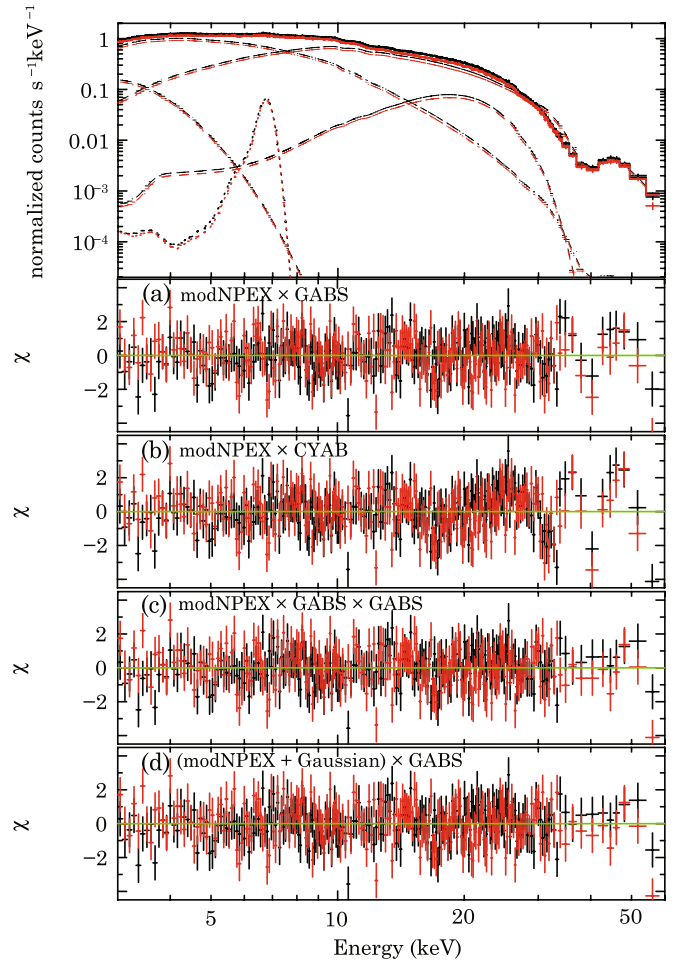 normalized counts s⁻¹keV⁻¹
1
0.1
0.01
10⁻³
10⁻⁴
(a) modNPEX × GABS
χ
2
0
−2
(b) modNPEX × CYAB
χ
2
0
−2
(c) modNPEX × GABS × GABS
χ
2
0
−2
(d) (modNPEX + Gaussian) × GABS
χ
2
0
−2
5 10 20 50
Energy (keV)